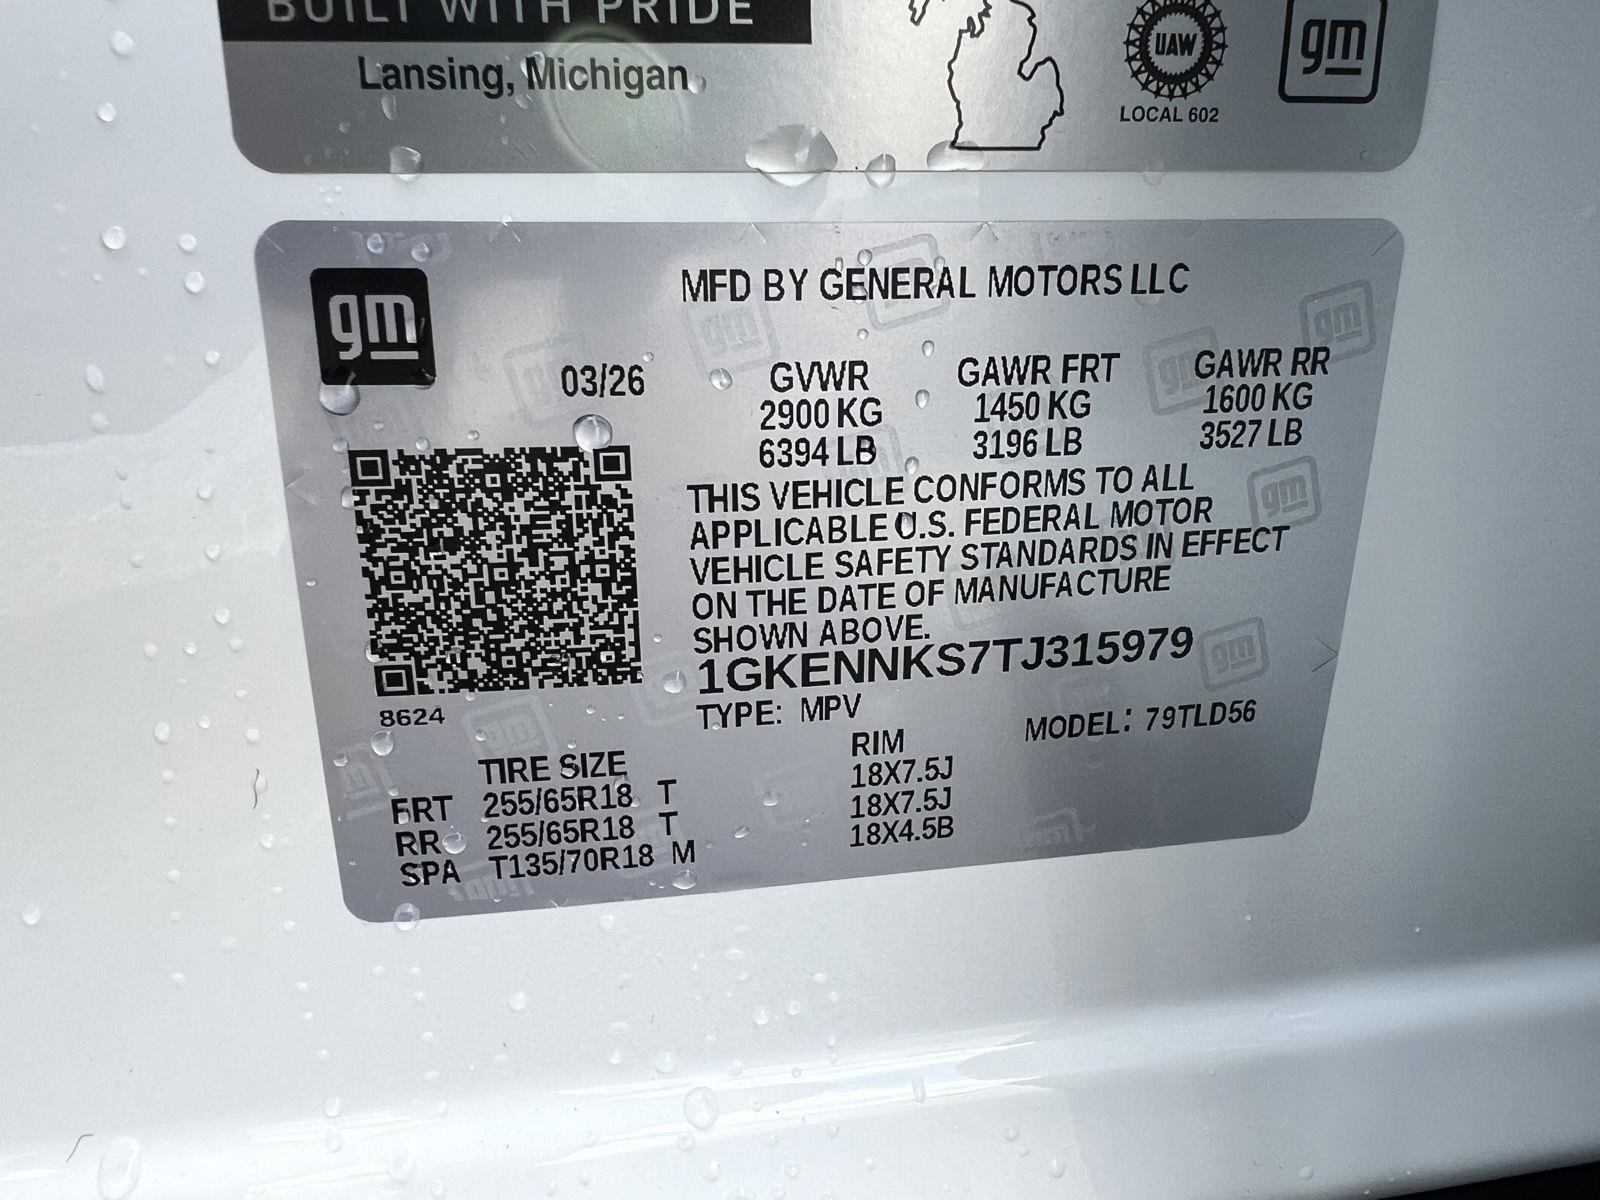 BUILT WITH PRIDE
Lansing, Michigan
UAW
LOCAL 602
gm
gm
MFD BY GENERAL MOTORS LLC
03/26
GVWR GAWR FRT GAWR RR
2900 KG 1450 KG 1600 KG
6394 LB 3196 LB 3527 LB
THIS VEHICLE CONFORMS TO ALL
APPLICABLE U.S. FEDERAL MOTOR
VEHICLE SAFETY STANDARDS IN EFFECT
ON THE DATE OF MANUFACTURE
SHOWN ABOVE.
1GKENNKS7TJ315979
8624
TYPE: MPV MODEL: 79TLD56
TIRE SIZE RIM
FRT 255/65R18 T 18X7.5J
RR 255/65R18 T 18X7.5J
SPA T135/70R18 M 18X4.5B